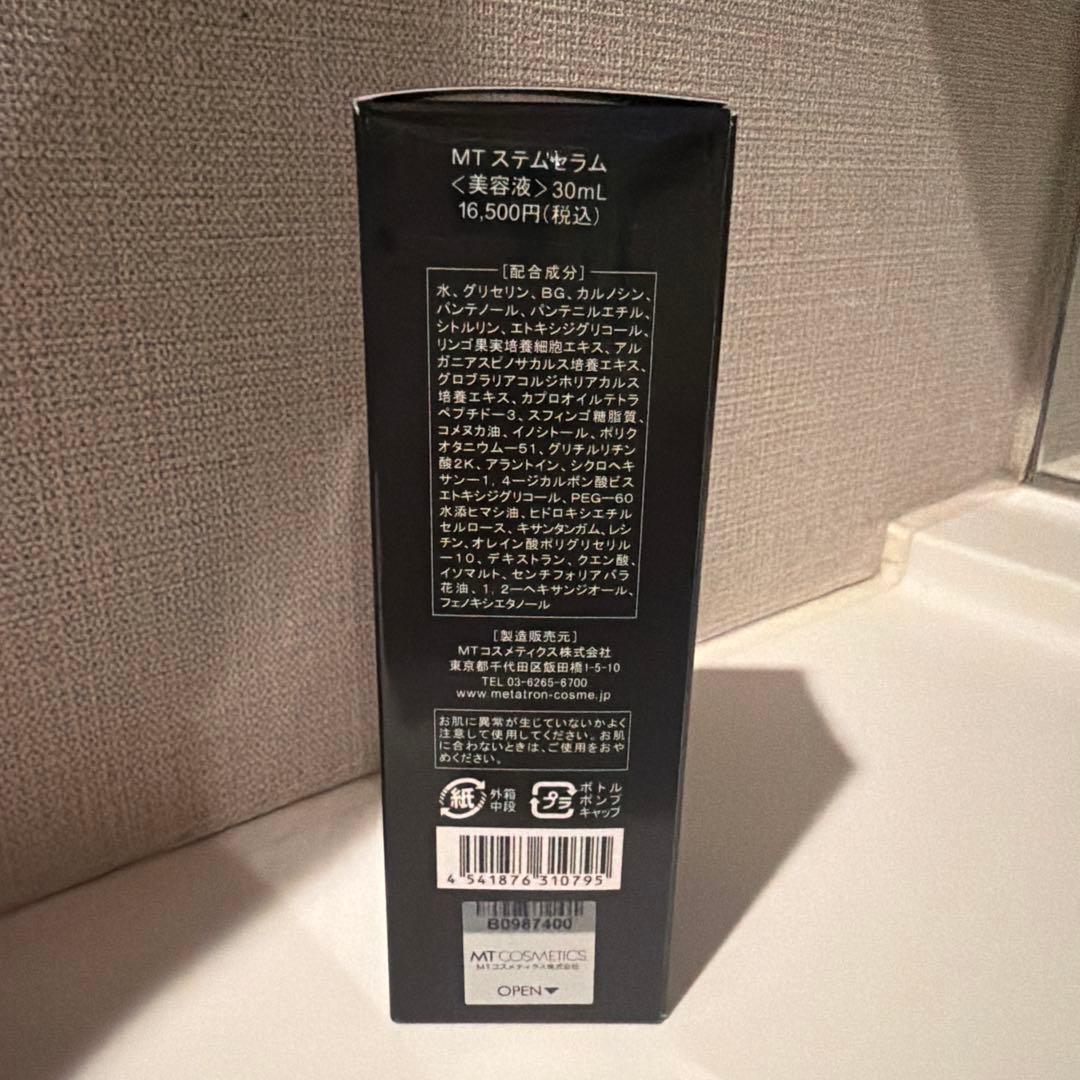 MT ステムセラム
＜美容液＞30mL
16,500円(税込)
[配合成分]
水、グリセリン、BG、カルノシン、
パンテノール、パンテニルエチル、
シトルリン、エトキシジグリコール、
リンゴ果実培養細胞エキス、アル
ガニアスピノサカルス培養エキス、
グロブラリアコルジホリアカルス
培養エキス、カプロオイルテトラ
ペプチドー3、スフィンゴ糖脂質、
コメヌカ油、イノシトール、ポリク
オタニウムー51、グリチルリチン
酸2K、アラントイン、シクロヘキ
サンー1，4ージカルボン酸ビス
エトキシジグリコール、PEGー60
水添ヒマシ油、ヒドロキシエチル
セルロース、キサンタンガム、レシ
チン、オレイン酸ポリグリセリル
ー10、デキストラン、クエン酸、
イソマルト、センチフォリアバラ
花油、1，2ーヘキサンジオール、
フェノキシエタノール
[製造販売元]
MTコスメティクス株式会社
東京都千代田区飯田橋1-5-10
TEL 03-6265-6700
www.metatron-cosme.jp
お肌に異常が生じていないかよく
注意して使用してください。お肌
に合わないときは、ご使用をおや
めください。
紙 外箱
中段
プラ ボトル
ポンプ
キャップ
4 541876 310795
B0987400
MT COSMETICS
MTコスメティクス株式会社
OPEN▼